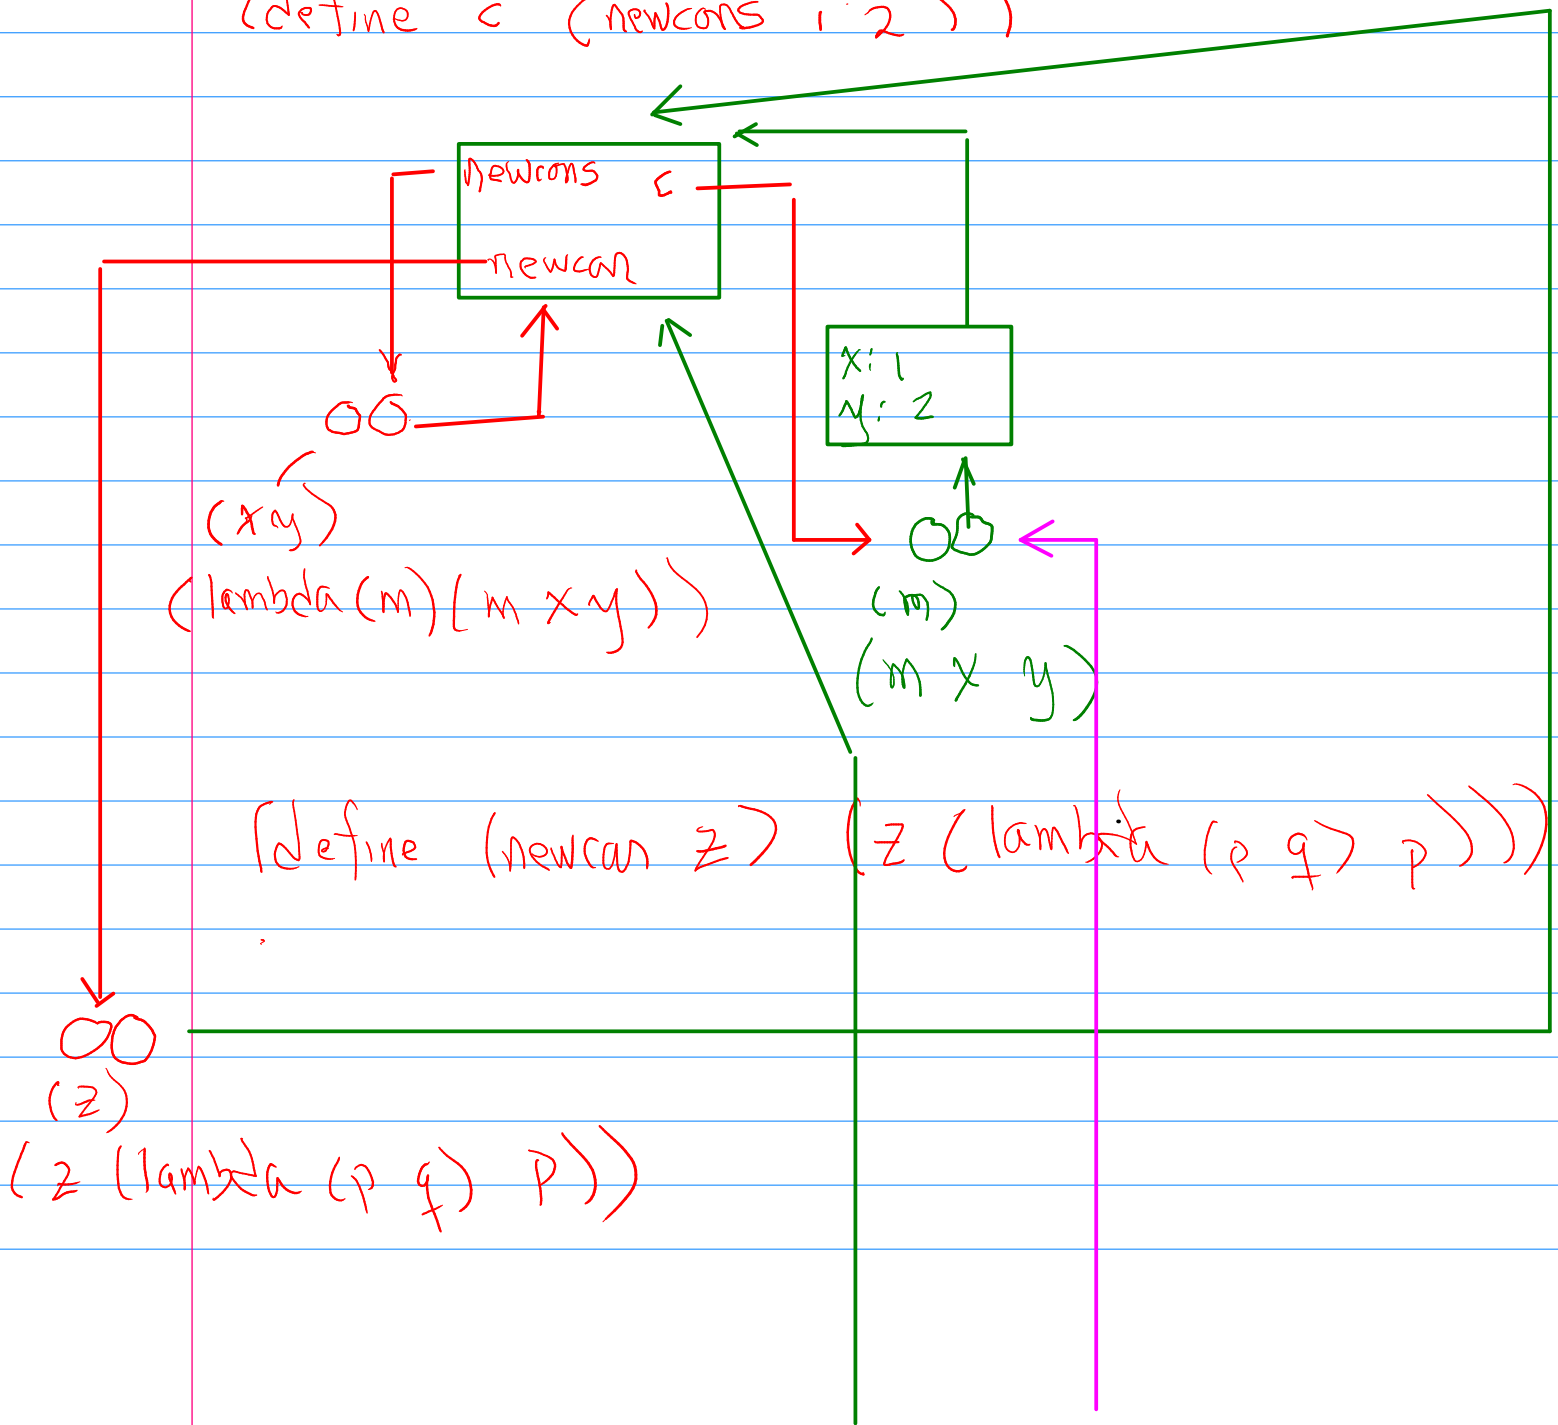 (define c (newcons 1 2))
newcons c
newcar
x: 1
y: 2
(x y)
(lambda (m) (m x y))
(m)
(m x y)
(define (newcar z) (z (lambda (p q) p)))
(z)
(z (lambda (p q) p))